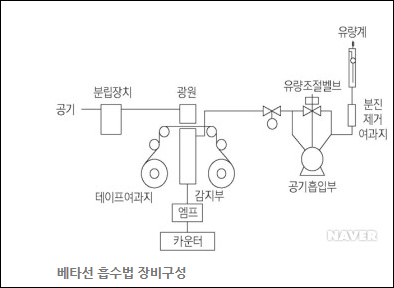 유량계
분립장치
광원
유량조절벨브
공기
분진
제거
여과지
테이프여과지
감지부
공기흡입부
엠프
카운터
NAVER
베타선 흡수법 장비구성